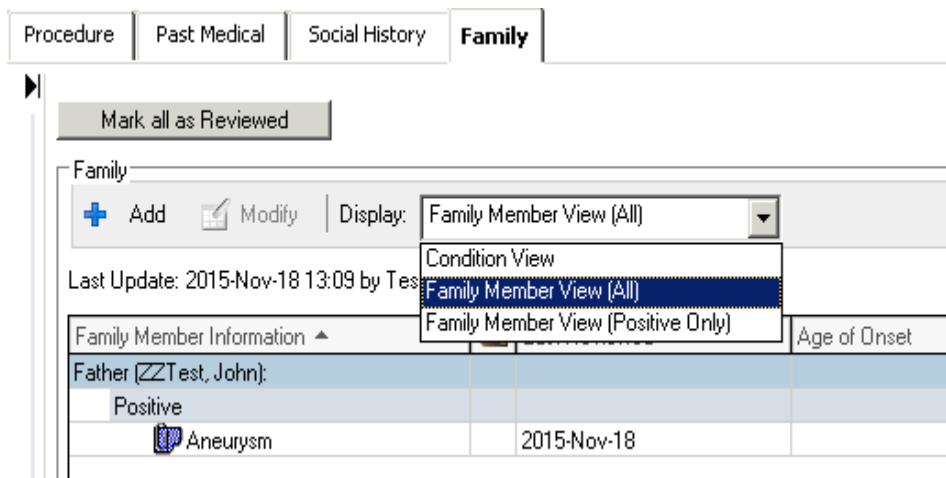 Procedure Past Medical Social History Family
Mark all as Reviewed
Family
Add Modify Display: Family Member View (All)
Condition View
Last Update: 2015-Nov-18 13:09 by Tes
Family Member View (All)
Family Member View (Positive Only)
Family Member Information Age of Onset
Father (ZZTest, John):
Positive
Aneurysm 2015-Nov-18